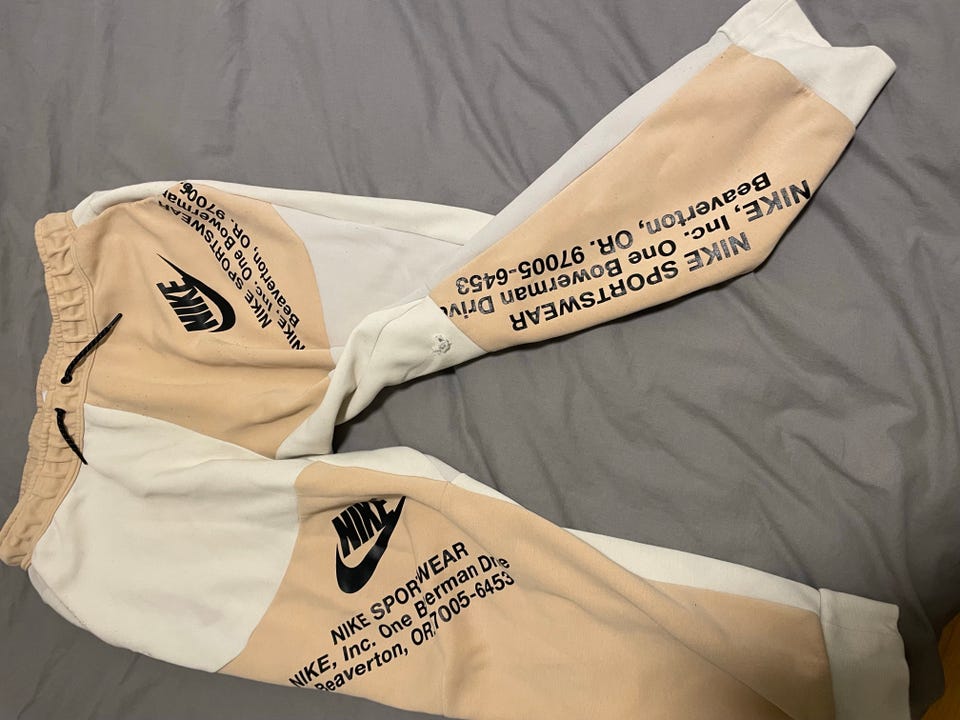 NIKE
NIKE SPORTSWEAR
NIKE, Inc. One Bowerman
Beaverton, OR. 97005
NIKE SPORTSWEAR
NIKE, Inc. One Bowerman Driv
Beaverton, OR. 97005-6453
NIKE
NIKE SPORWEAR
NIKE, Inc. One Berman Dre
Beaverton, OR7005-6453